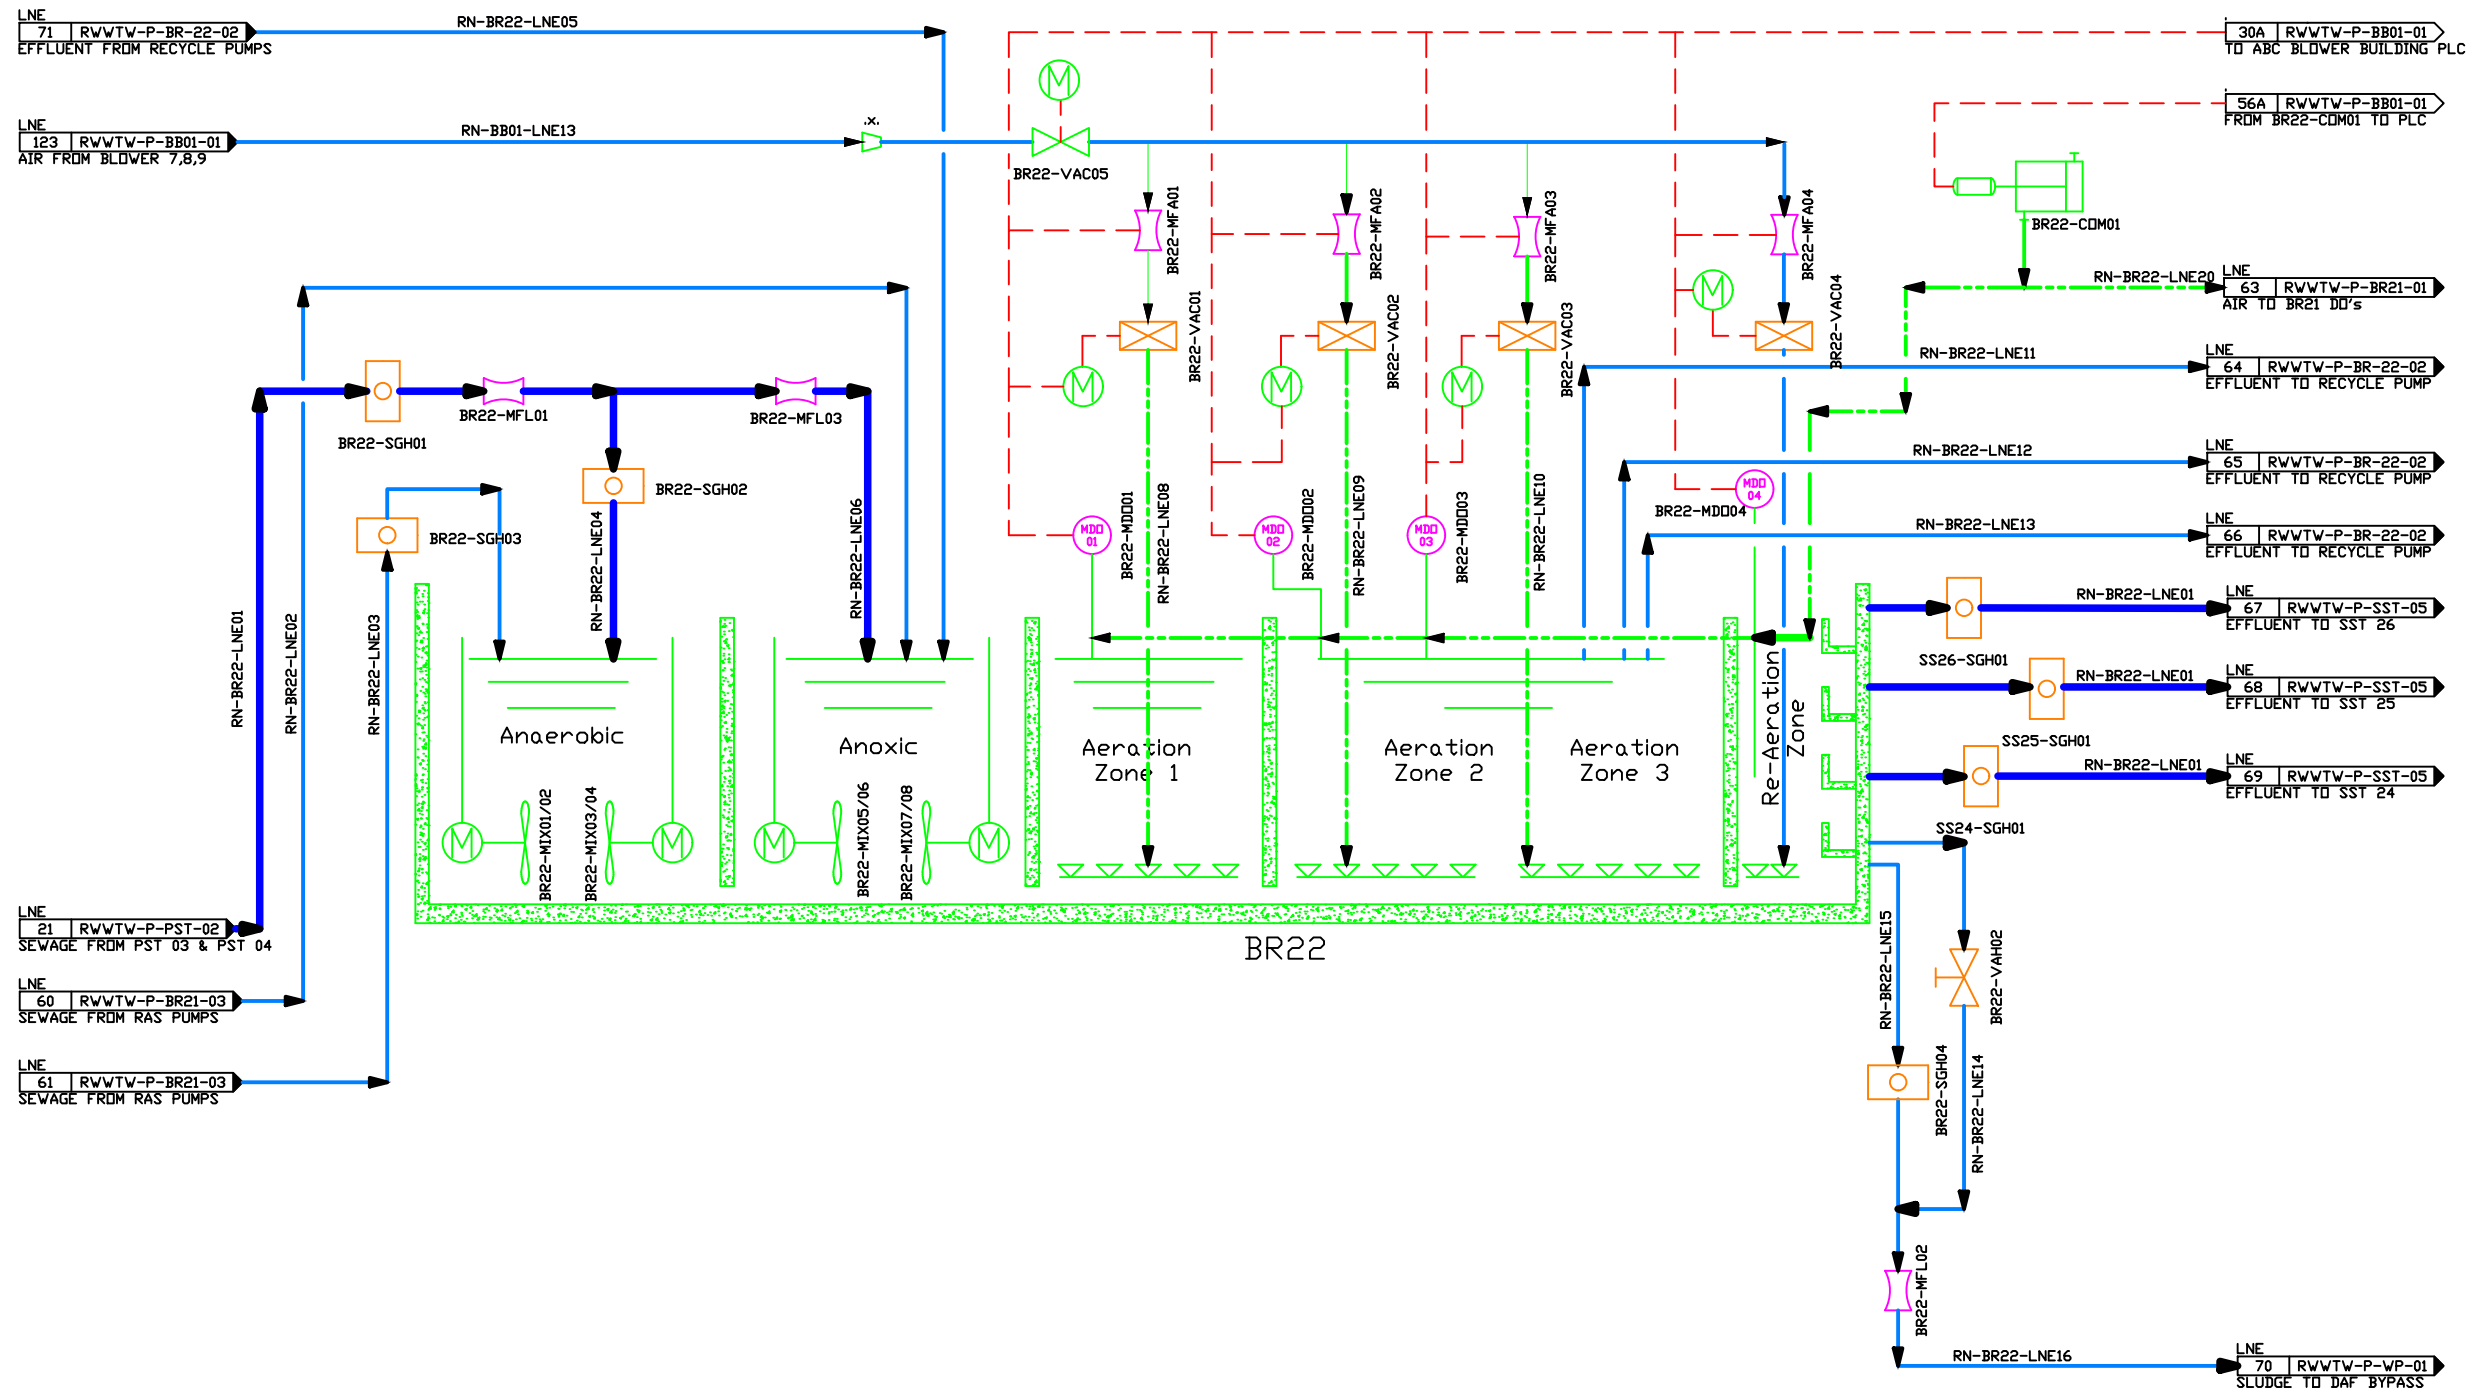 LNE
71 RWWTW-P-BR-22-02
EFFLUENT FROM RECYCLE PUMPS
RN-BR22-LNE05
30A RWWTW-P-BB01-01
TO ABC BLOWER BUILDING PLC
56A RWWTW-P-BB01-01
FROM BR22-COM01 TO PLC
LNE
123 RWWTW-P-BB01-01
AIR FROM BLOWER 7,8,9
RN-BB01-LNE13
.x.
M
BR22-VAC05
BR22-MFA01
BR22-MFA02
BR22-MFA03
BR22-MFA04
BR22-COM01
RN-BR22-LNE20
LNE
63 RWWTW-P-BR21-01
AIR TO BR21 DO's
M
BR22-VAC01
BR22-VAC02
BR22-VAC03
BR22-VAC04
RN-BR22-LNE11
LNE
64 RWWTW-P-BR-22-02
EFFLUENT TO RECYCLE PUMP
M
M
M
BR22-SGH01
BR22-MFL01
BR22-MFL03
BR22-SGH02
BR22-SGH03
RN-BR22-LNE12
LNE
65 RWWTW-P-BR-22-02
EFFLUENT TO RECYCLE PUMP
MDO
04
BR22-MDO04
RN-BR22-LNE13
LNE
66 RWWTW-P-BR-22-02
EFFLUENT TO RECYCLE PUMP
MDO
01
BR22-MDO01
MDO
02
BR22-MDO02
MDO
03
BR22-MDO03
RN-BR22-LNE04
RN-BR22-LNE06
RN-BR22-LNE08
RN-BR22-LNE09
RN-BR22-LNE10
RN-BR22-LNE01
RN-BR22-LNE02
RN-BR22-LNE03
RN-BR22-LNE01
LNE
67 RWWTW-P-SST-05
EFFLUENT TO SST 26
SS26-SGH01
RN-BR22-LNE01
LNE
68 RWWTW-P-SST-05
EFFLUENT TO SST 25
SS25-SGH01
RN-BR22-LNE01
LNE
69 RWWTW-P-SST-05
EFFLUENT TO SST 24
SS24-SGH01
Anaerobic
Anoxic
Aeration
Zone 1
Aeration
Zone 2
Aeration
Zone 3
Re-Aeration
Zone
M
BR22-MIX01/02
BR22-MIX03/04
M
M
BR22-MIX05/06
BR22-MIX07/08
M
BR22
LNE
21 RWWTW-P-PST-02
SEWAGE FROM PST 03 & PST 04
LNE
60 RWWTW-P-BR21-03
SEWAGE FROM RAS PUMPS
LNE
61 RWWTW-P-BR21-03
SEWAGE FROM RAS PUMPS
RN-BR22-LNE15
BR22-VAH02
BR22-SGH04
RN-BR22-LNE14
BR22-MFL02
RN-BR22-LNE16
LNE
70 RWWTW-P-WP-01
SLUDGE TO DAF BYPASS